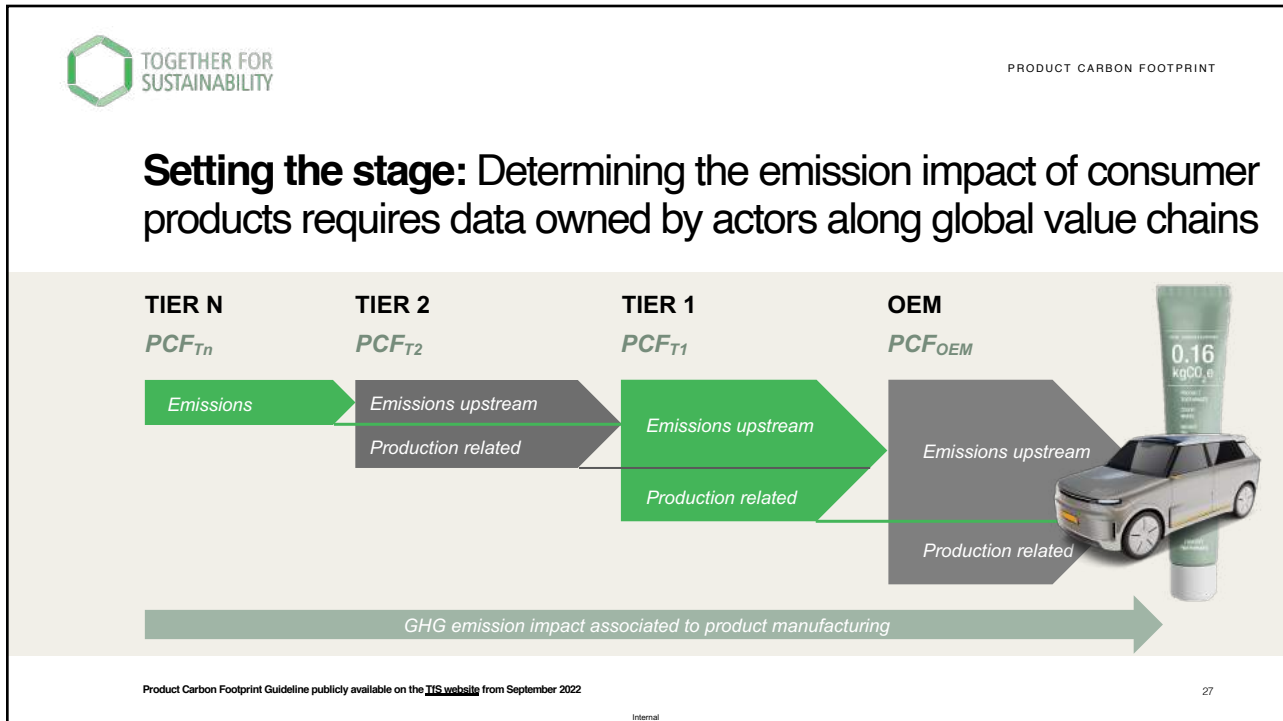 TOGETHER FOR
SUSTAINABILITY
PRODUCT CARBON FOOTPRINT
Setting the stage: Determining the emission impact of consumer
products requires data owned by actors along global value chains
TIER N
TIER 2
TIER 1
OEM
PCFTn
PCFT2
PCFT1
PCFOEM
0.16
kgCO2e
Emissions
Emissions upstream
Production related
Emissions upstream
Production related
Emissions upstream
Production related
GHG emission impact associated to product manufacturing
Product Carbon Footprint Guideline publicly available on the TfS website from September 2022
27
Internal